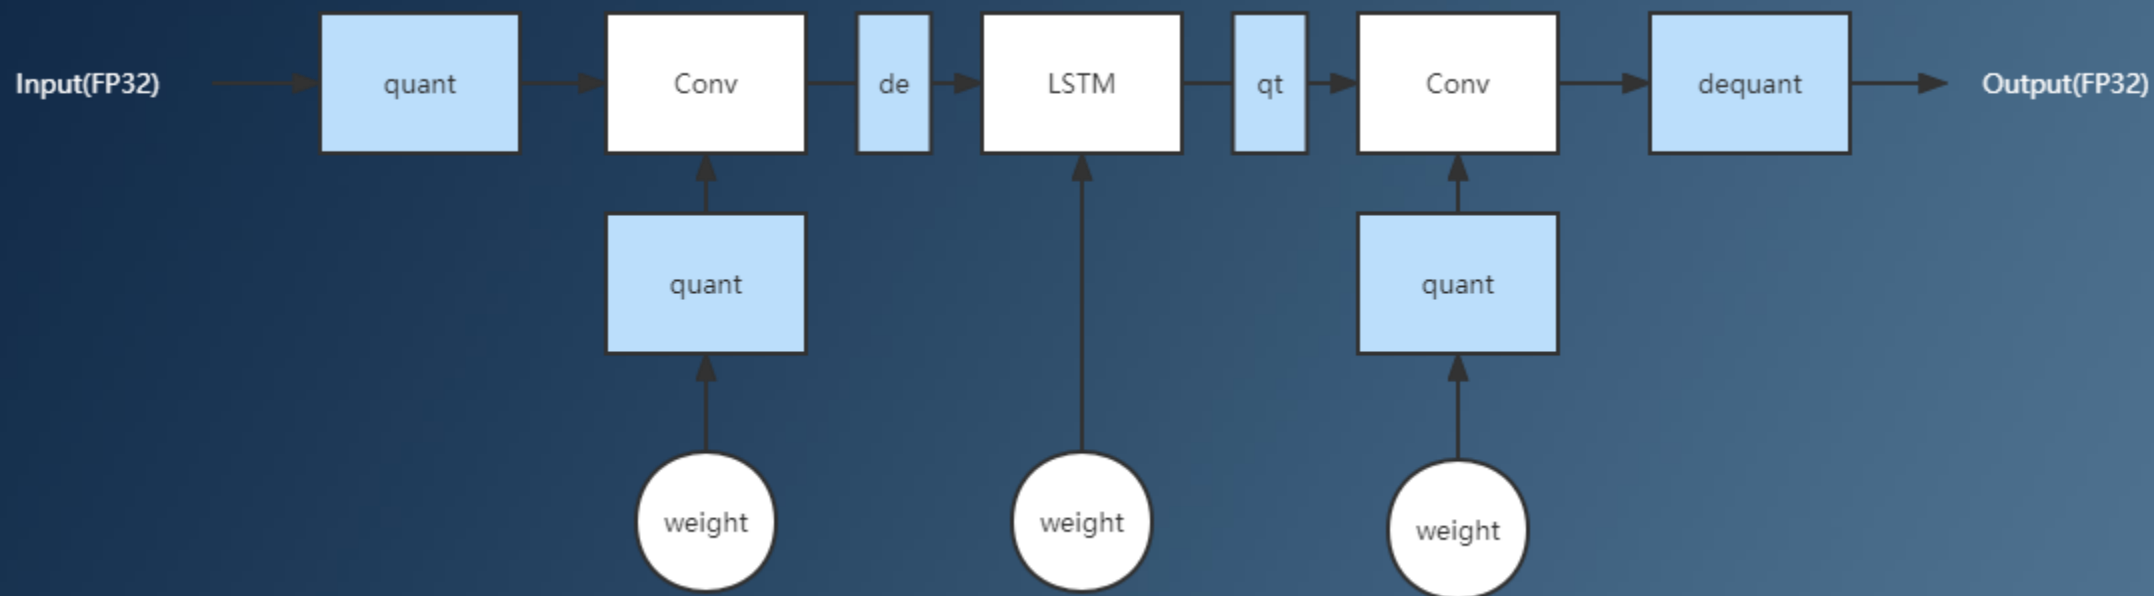 Input(FP32)
quant
Conv
de
LSTM
qt
Conv
dequant
Output(FP32)
quant
quant
weight
weight
weight